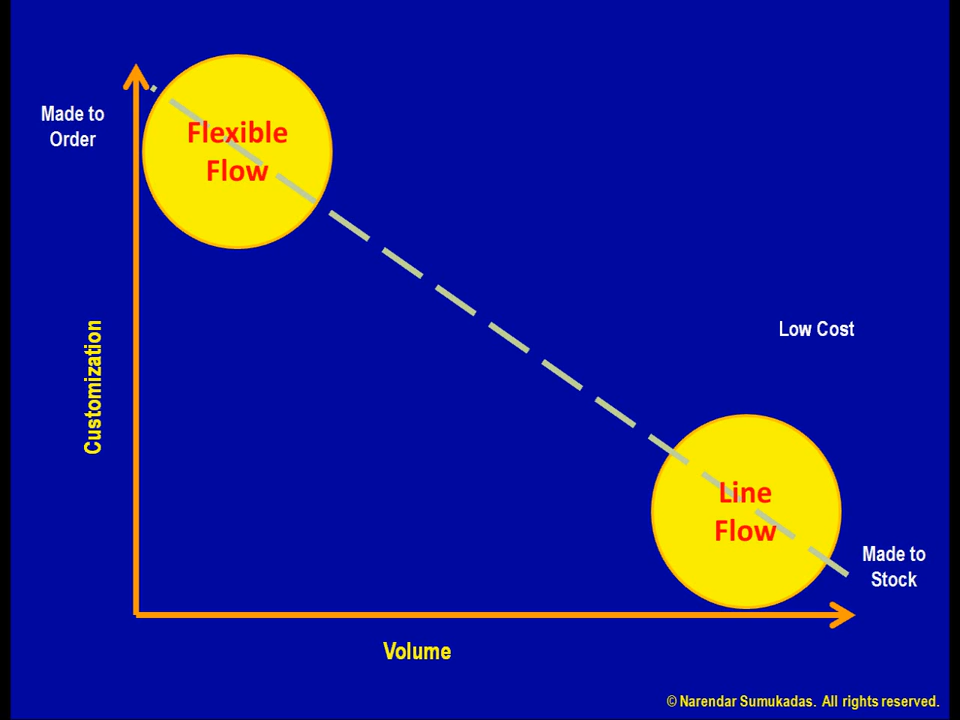 Made to
Order
Flexible
Flow
Customization
Low Cost
Line
Flow
Made to
Stock
Volume
© Narendar Sumukadas. All rights reserved.